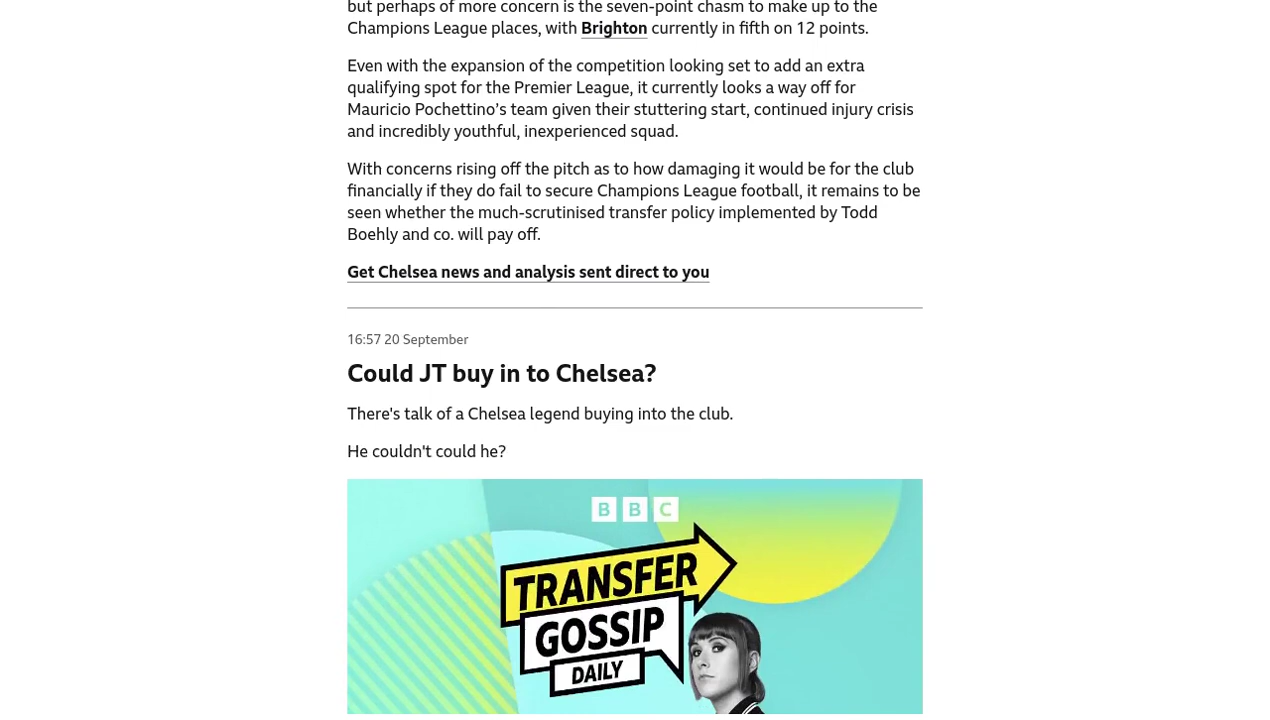 but perhaps of more concern is the seven-point chasm to make up to the
Champions League places, with Brighton currently in fifth on 12 points.
Even with the expansion of the competition looking set to add an extra
qualifying spot for the Premier League, it currently looks a way off for
Mauricio Pochettino’s team given their stuttering start, continued injury crisis
and incredibly youthful, inexperienced squad.
With concerns rising off the pitch as to how damaging it would be for the club
financially if they do fail to secure Champions League football, it remains to be
seen whether the much-scrutinised transfer policy implemented by Todd
Boehly and co. will pay off.
Get Chelsea news and analysis sent direct to you
16:57 20 September
Could JT buy in to Chelsea?
There's talk of a Chelsea legend buying into the club.
He couldn't could he?
BBC
TRANSFER
GOSSIP
DAILY